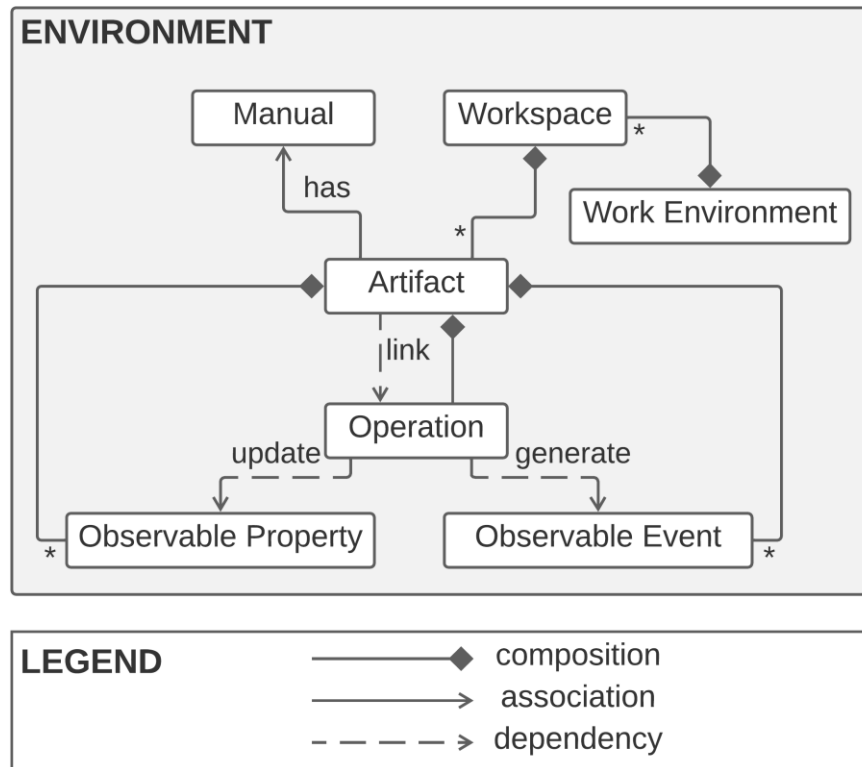 ENVIRONMENT
Manual
Workspace
*
has
Work Environment
*
Artifact
link
Operation
update
generate
Observable Property
Observable Event
*
*
LEGEND
composition
association
dependency